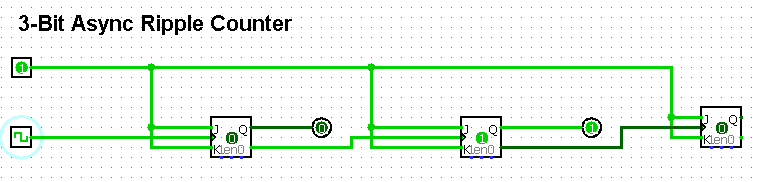 3-Bit Async Ripple Counter
1
J Q
0
K en 0
0
J Q
1
K en 0
1
J Q
0
K en 0